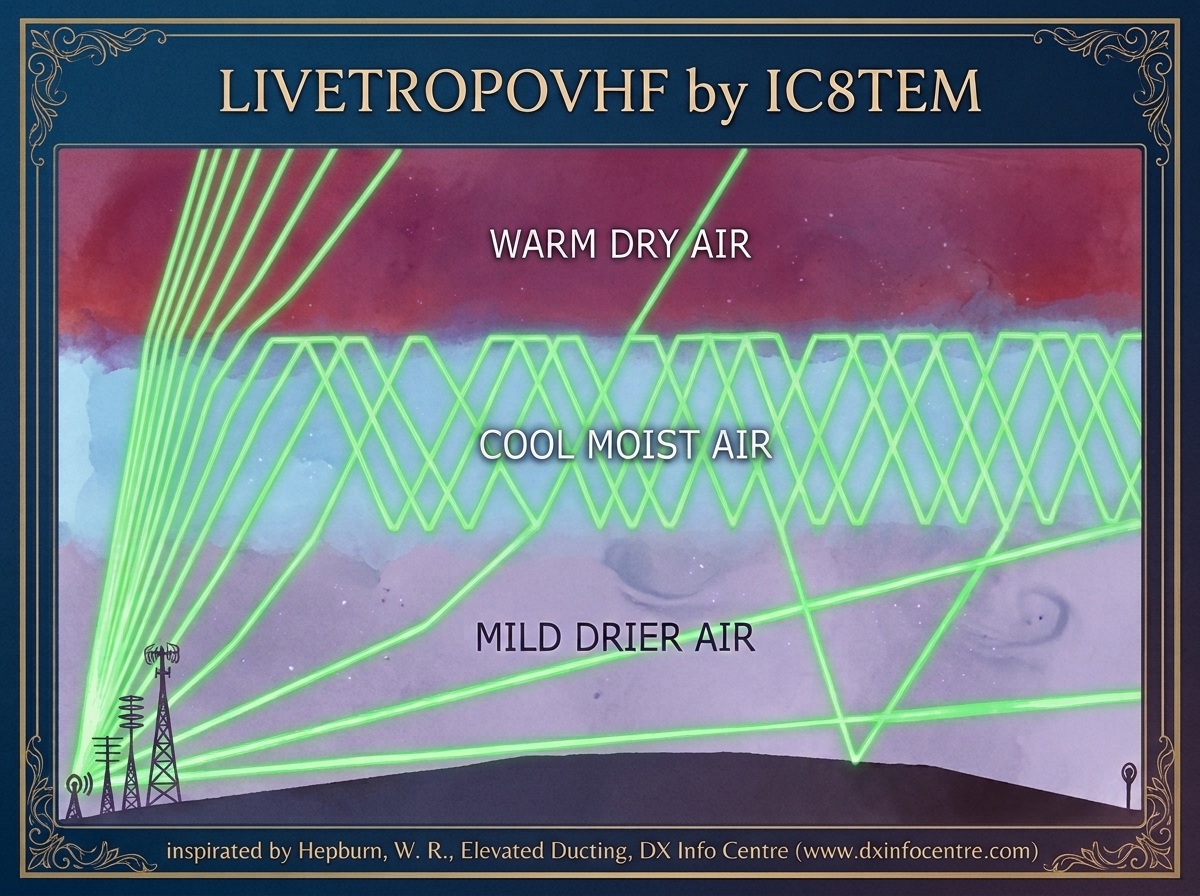 LIVETROPOVHF by IC8TEM
WARM DRY AIR
COOL MOIST AIR
MILD DRIER AIR
inspired by Hepburn, W. R., Elevated Ducting, DX Info Centre (www.dxinfocentre.com)